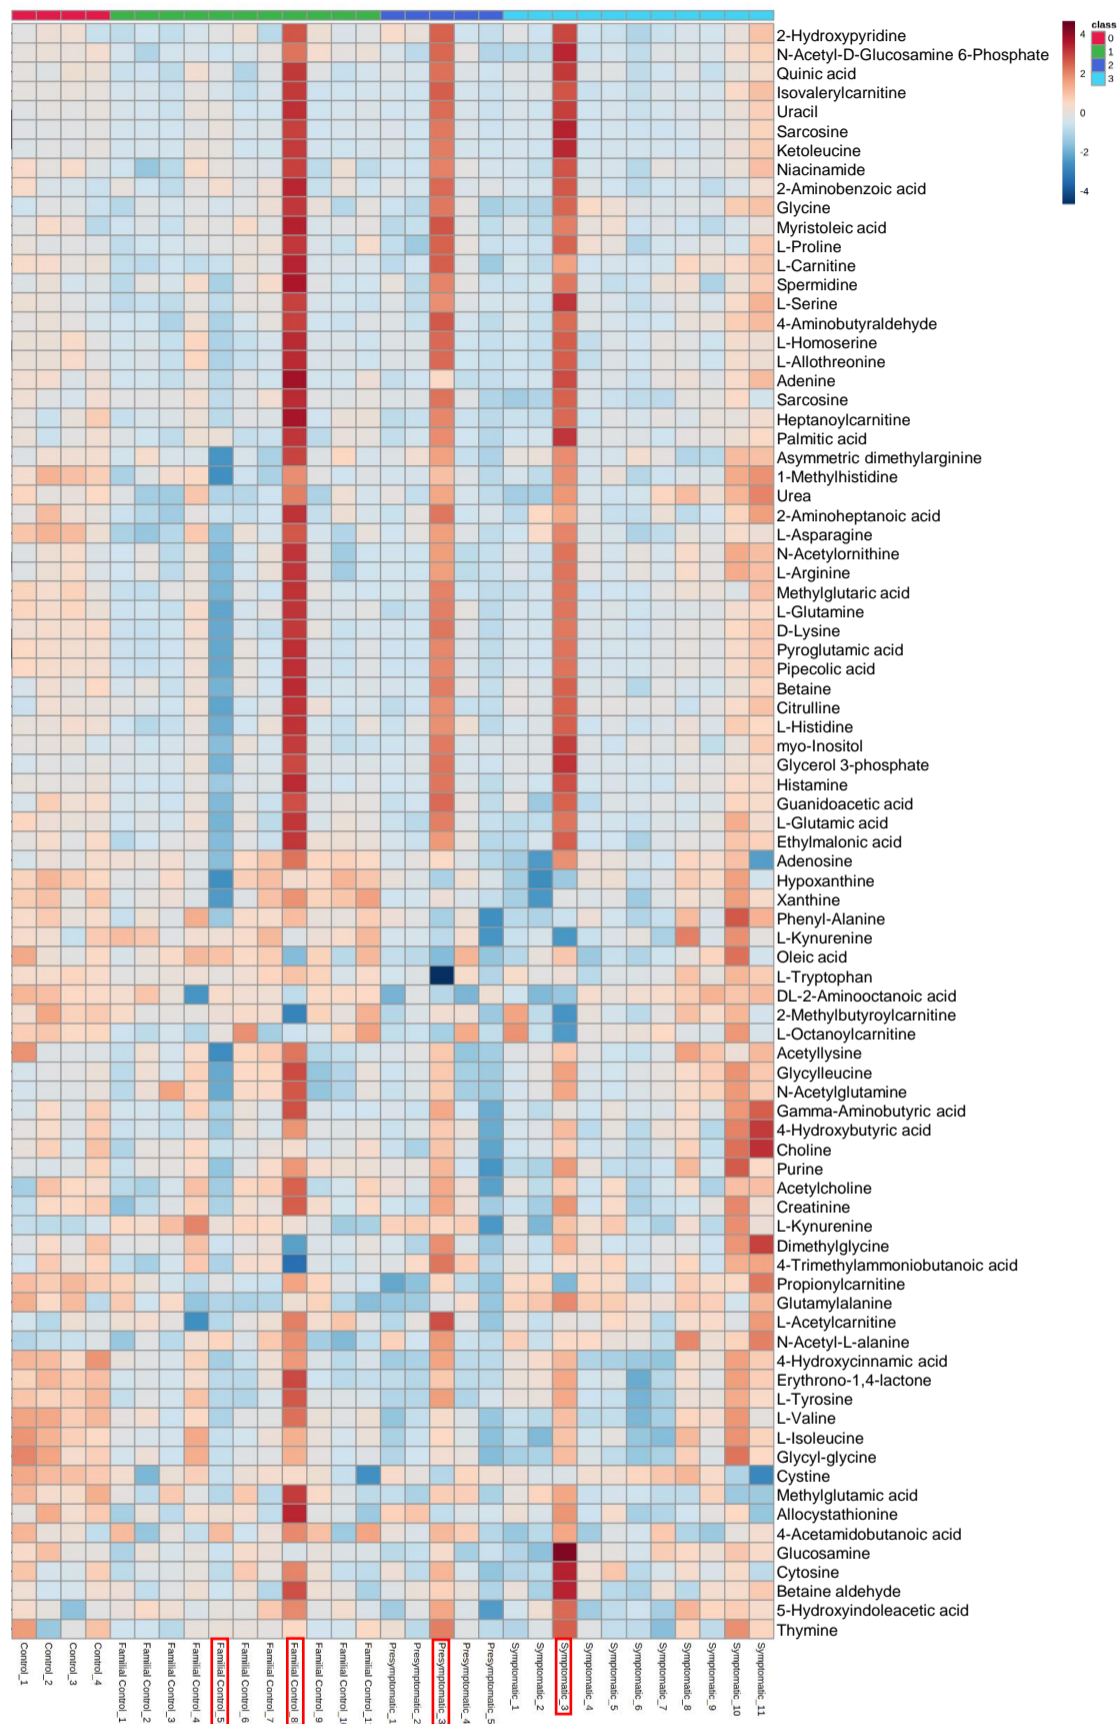 class
4
2
0
-2
-4
0
1
2
3
2-Hydroxypyridine
N-Acetyl-D-Glucosamine 6-Phosphate
Quinic acid
Isovalerylcarnitine
Uracil
Sarcosine
Ketoleucine
Niacinamide
2-Aminobenzoic acid
Glycine
Myristoleic acid
L-Proline
L-Carnitine
Spermidine
L-Serine
4-Aminobutyraldehyde
L-Homoserine
L-Allothreonine
Adenine
Sarcosine
Heptanoylcarnitine
Palmitic acid
Asymmetric dimethylarginine
1-Methylhistidine
Urea
2-Aminoheptanoic acid
L-Asparagine
N-Acetylornithine
L-Arginine
Methylglutaric acid
L-Glutamine
D-Lysine
Pyroglutamic acid
Pipecolic acid
Betaine
Citrulline
L-Histidine
myo-Inositol
Glycerol 3-phosphate
Histamine
Guanidoacetic acid
L-Glutamic acid
Ethylmalonic acid
Adenosine
Hypoxanthine
Xanthine
Phenyl-Alanine
L-Kynurenine
Oleic acid
L-Tryptophan
DL-2-Aminooctanoic acid
2-Methylbutyroylcarnitine
L-Octanoylcarnitine
Acetyllysine
Glycylleucine
N-Acetylglutamine
Gamma-Aminobutyric acid
4-Hydroxybutyric acid
Choline
Purine
Acetylcholine
Creatinine
L-Kynurenine
Dimethylglycine
4-Trimethylammoniobutanoic acid
Propionylcarnitine
Glutamylalanine
L-Acetylcarnitine
N-Acetyl-L-alanine
4-Hydroxycinnamic acid
Erythrono-1,4-lactone
L-Tyrosine
L-Valine
L-Isoleucine
Glycyl-glycine
Cystine
Methylglutamic acid
Allocystathionine
4-Acetamidobutanoic acid
Glucosamine
Cytosine
Betaine aldehyde
5-Hydroxyindoleacetic acid
Thymine
Control_1
Control_2
Control_3
Control_4
Familial Control_1
Familial Control_2
Familial Control_3
Familial Control_4
Familial Control_5
Familial Control_6
Familial Control_7
Familial Control_8
Familial Control_9
Familial Control_10
Familial Control_1
Presymptomatic_1
Presymptomatic_2
Presymptomatic_3
Presymptomatic_4
Presymptomatic_5
Symptomatic_1
Symptomatic_2
Symptomatic_3
Symptomatic_4
Symptomatic_5
Symptomatic_6
Symptomatic_7
Symptomatic_8
Symptomatic_9
Symptomatic_10
Symptomatic_11